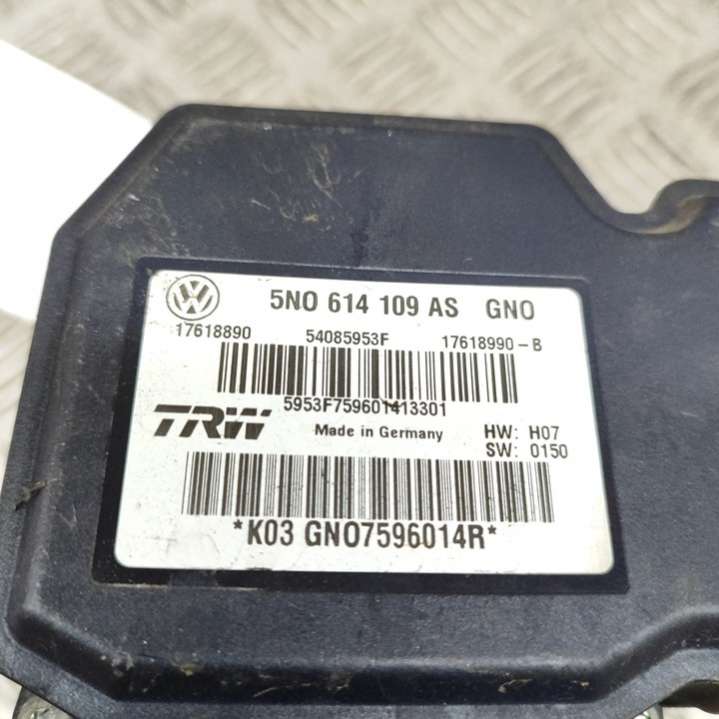 5N0 614 109 AS GNO
17618890 54085953F 17618990-B
5953F759601413301
TRW Made in Germany HW: H07
SW: 0150
*K03 GNO7596014R*